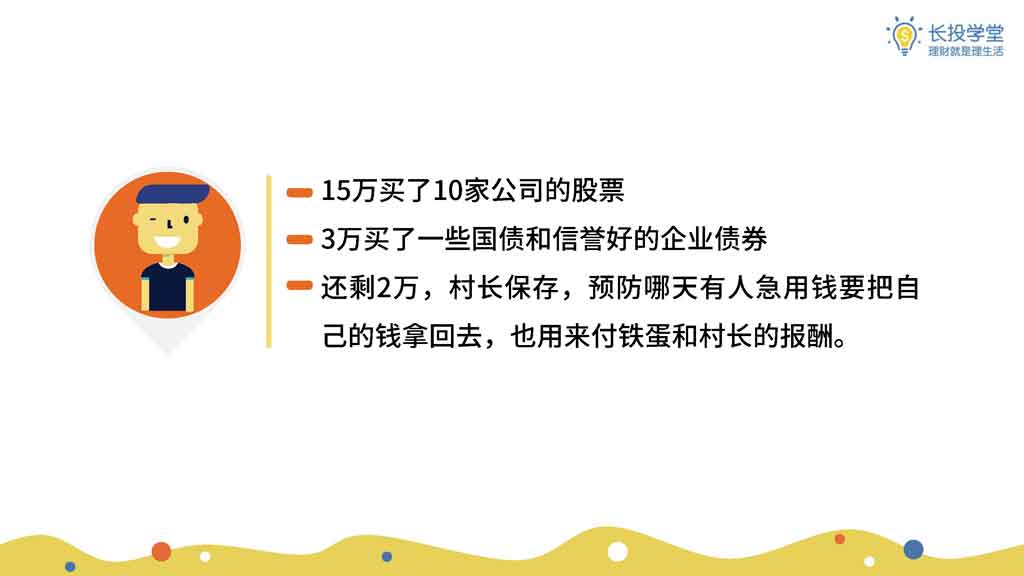 长投学堂
理财就是理生活
15万买了10家公司的股票
3万买了一些国债和信誉好的企业债券
还剩2万，村长保存，预防哪天有人急用钱要把自
己的钱拿回去，也用来付铁蛋和村长的报酬。